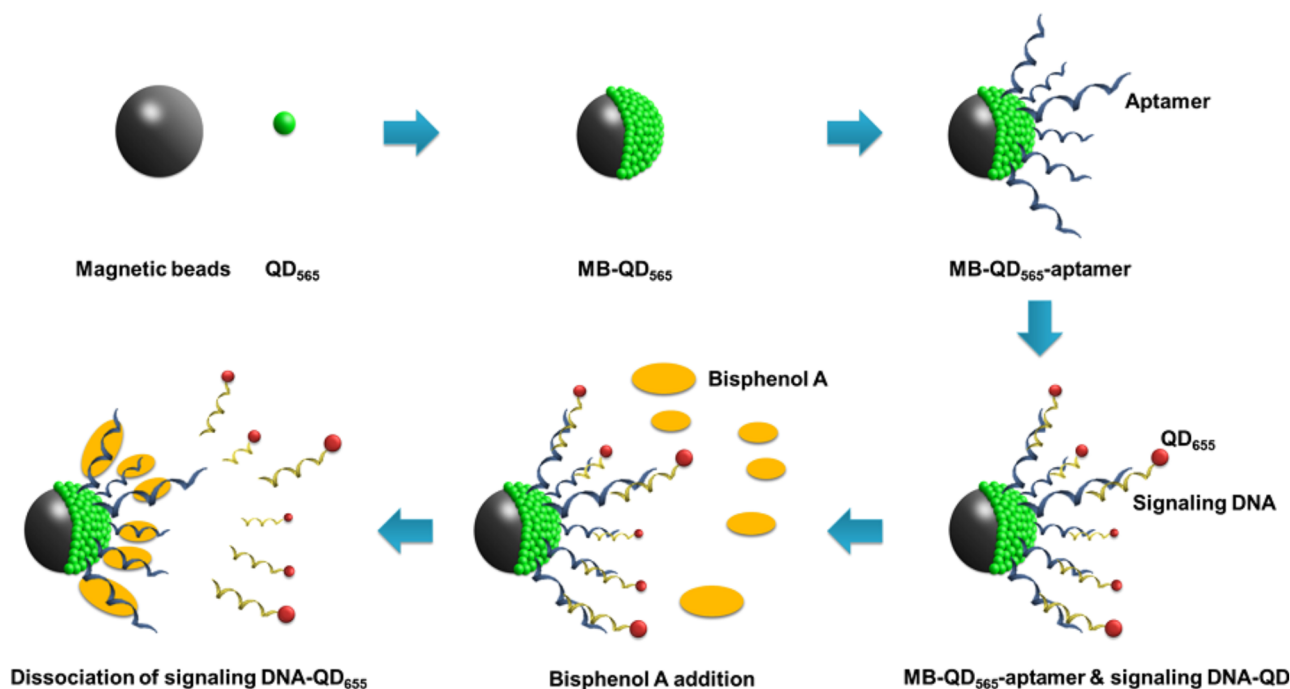 Aptamer
Magnetic beads QD₅₆₅
MB-QD₅₆₅
MB-QD₅₆₅-aptamer
Bisphenol A
QD₆₅₅
Signaling DNA
Dissociation of signaling DNA-QD₆₅₅
Bisphenol A addition
MB-QD₅₆₅-aptamer & signaling DNA-QD